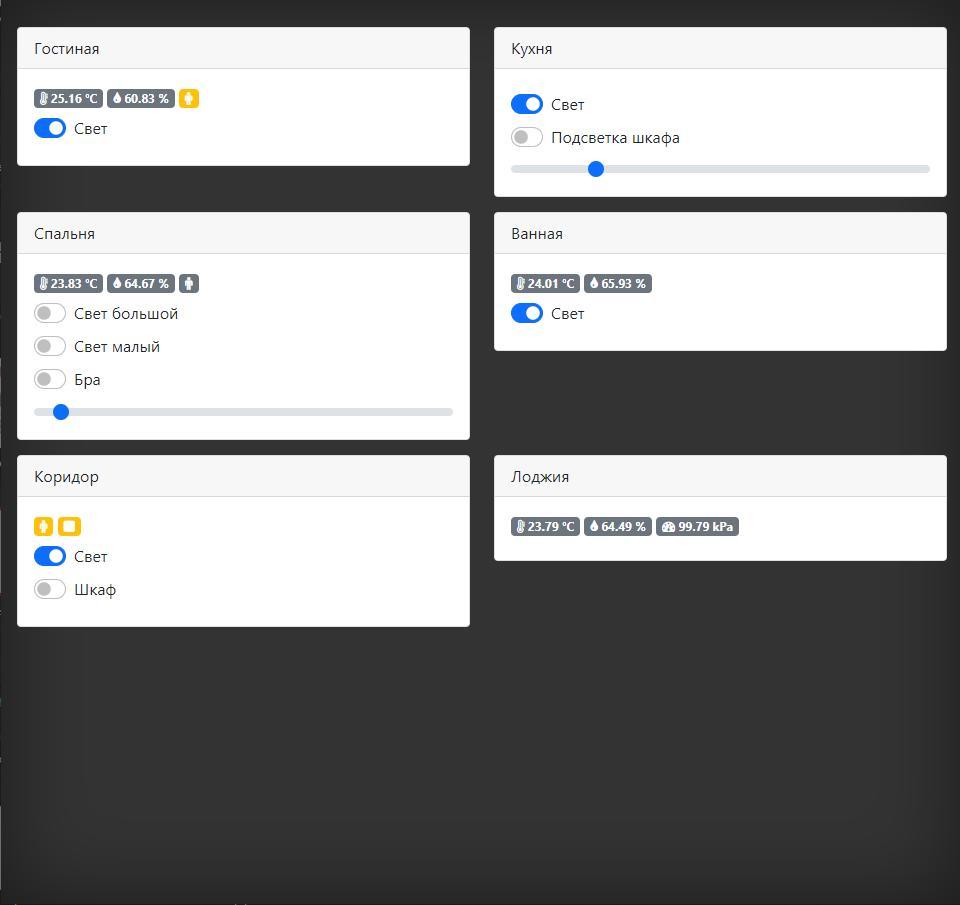 Гостиная
25.16 °C 60.83 %
Свет
Кухня
Свет
Подсветка шкафа
Спальня
23.83 °C 64.67 %
Свет большой
Свет малый
Бра
Ванная
24.01 °C 65.93 %
Свет
Коридор
Свет
Шкаф
Лоджия
23.79 °C 64.49 % 99.79 kPa